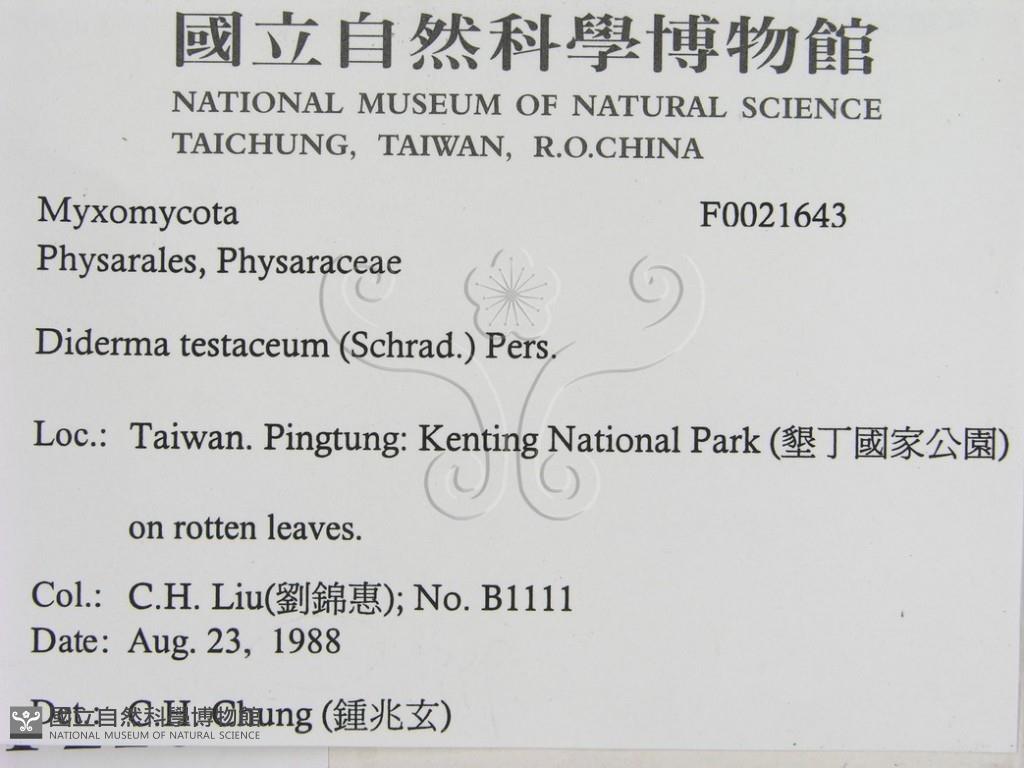 國立自然科學博物館
NATIONAL MUSEUM OF NATURAL SCIENCE
TAICHUNG, TAIWAN, R.O.CHINA
Myxomycota F0021643
Physarales, Physaraceae
Diderma testaceum (Schrad.) Pers.
Loc.: Taiwan. Pingtung: Kenting National Park (墾丁國家公園)
on rotten leaves.
Col.: C.H. Liu(劉錦惠); No. B1111
Date: Aug. 23, 1988
Det.: C.H. Chung (鍾兆玄)
國立自然科學博物館
NATIONAL MUSEUM OF NATURAL SCIENCE